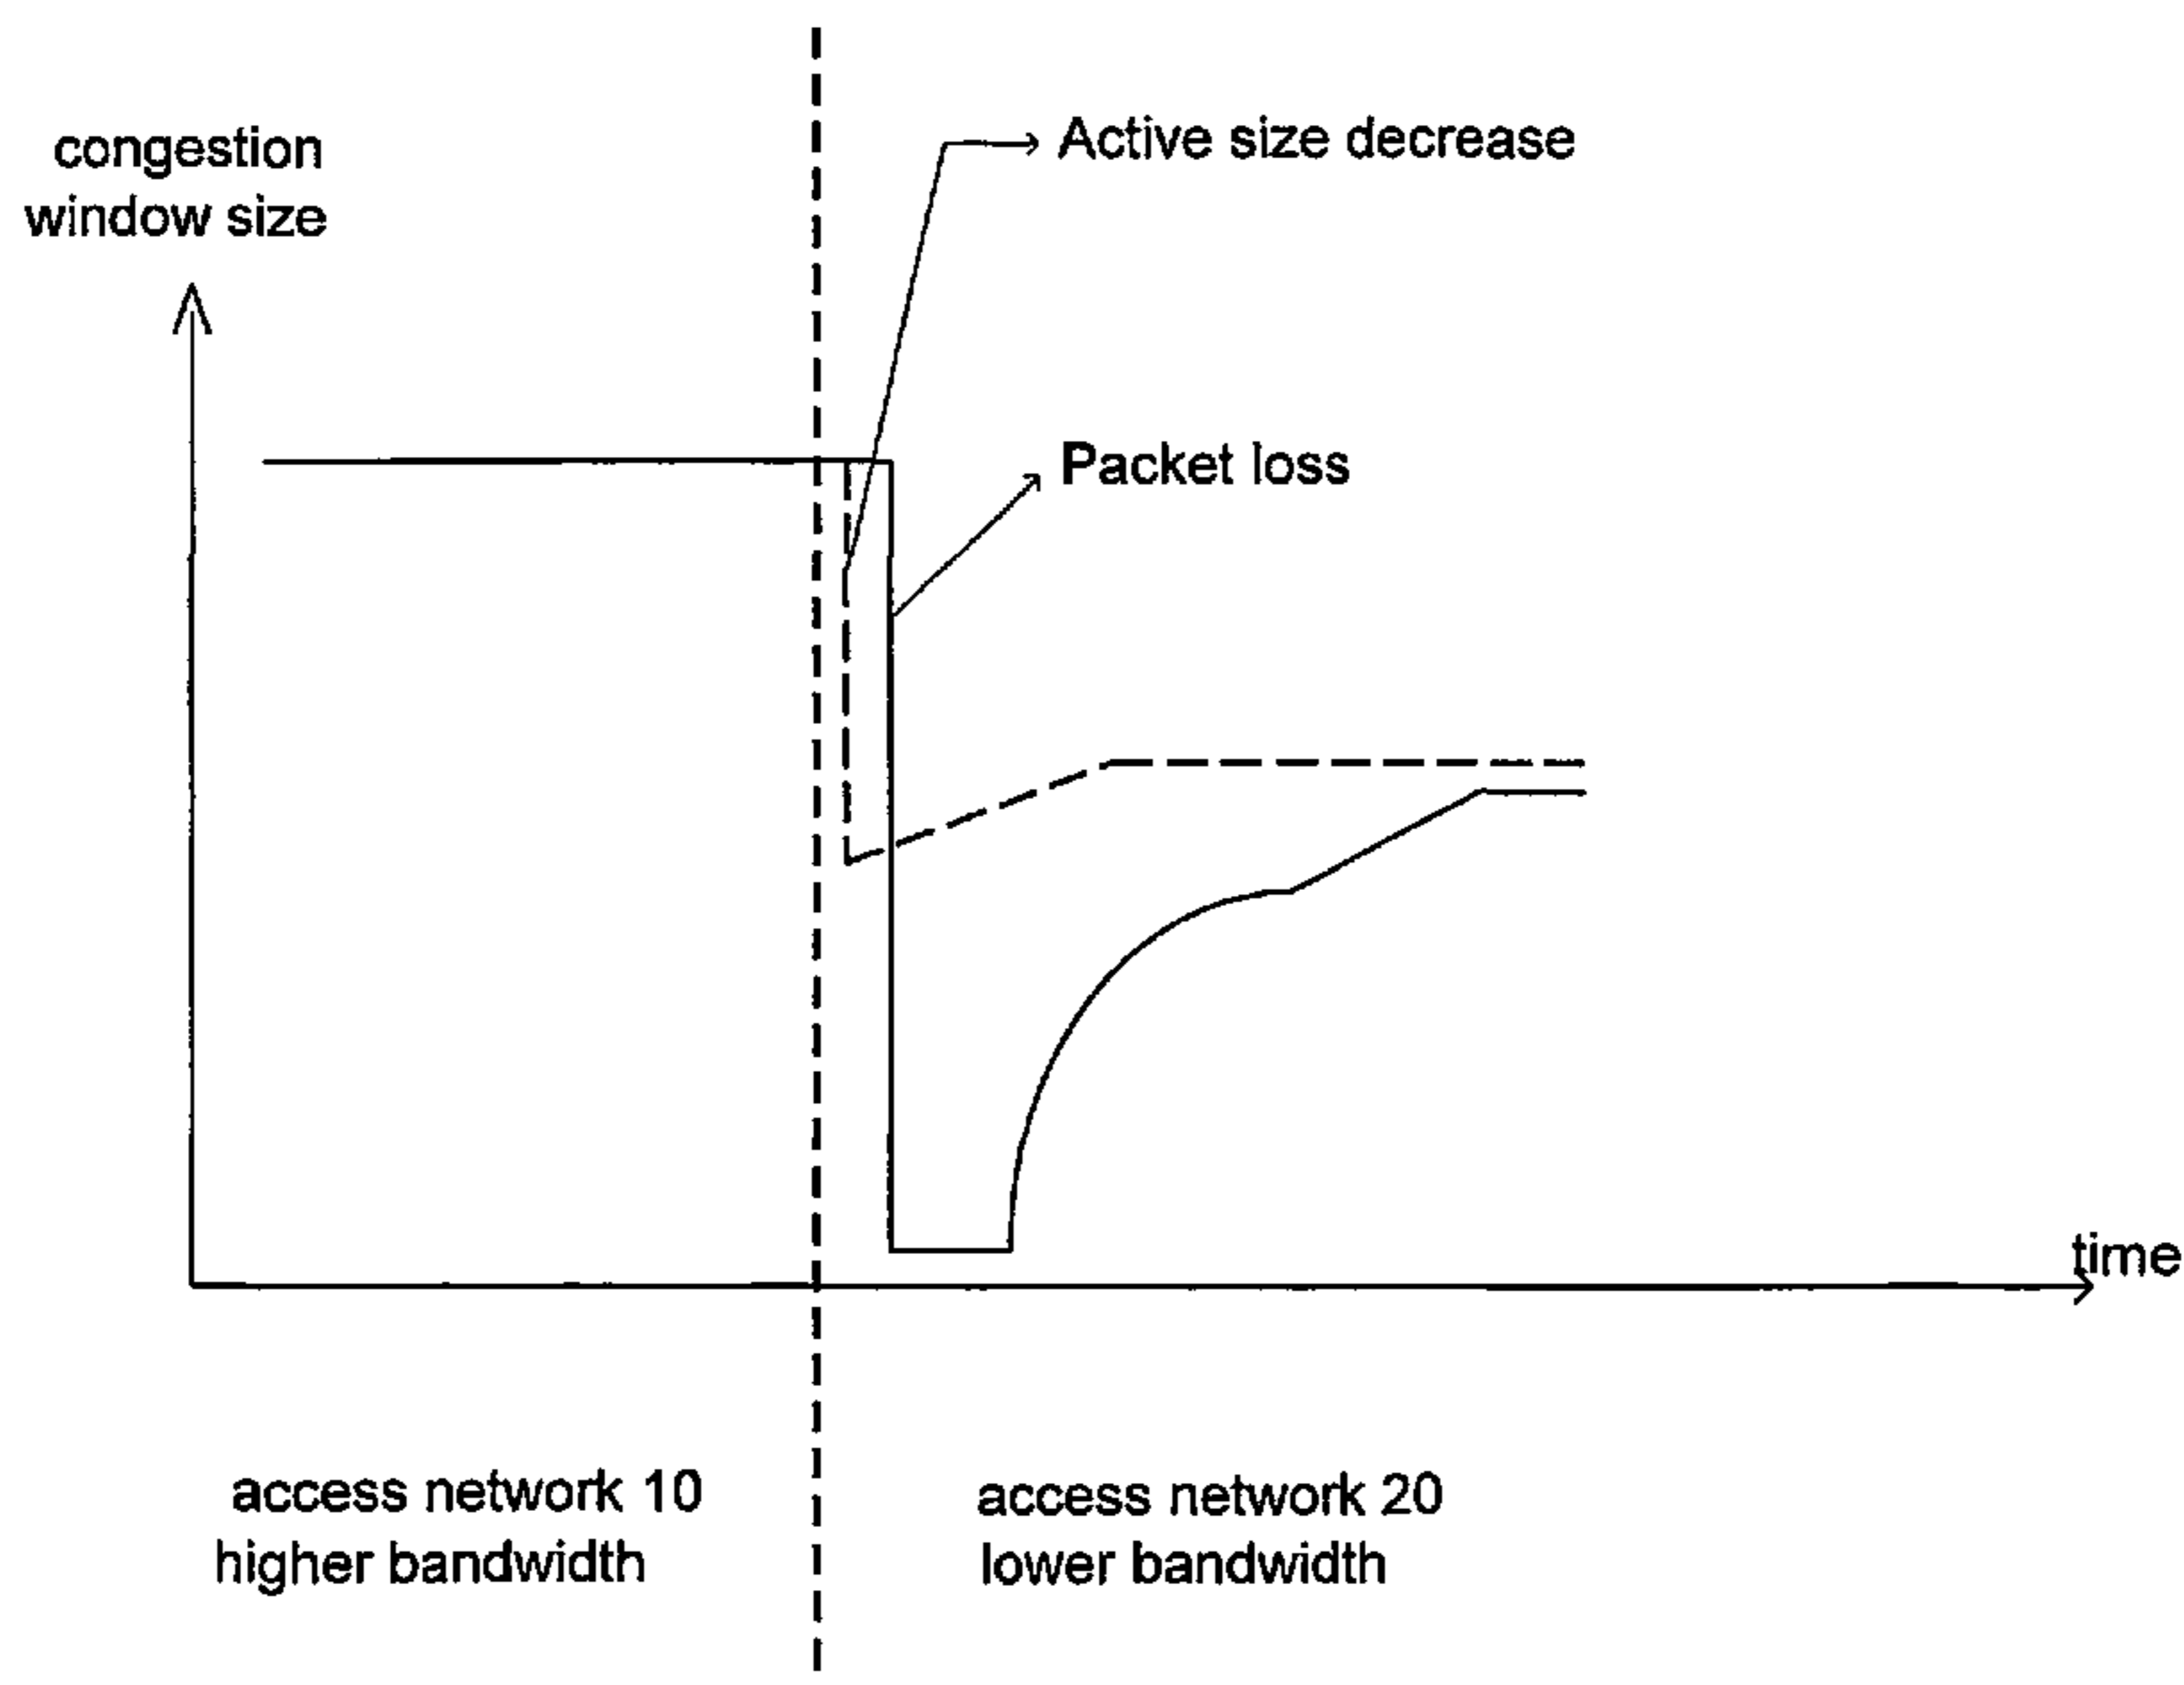 congestion
window size
Active size decrease
Packet loss
time
access network 10
higher bandwidth
access network 20
lower bandwidth